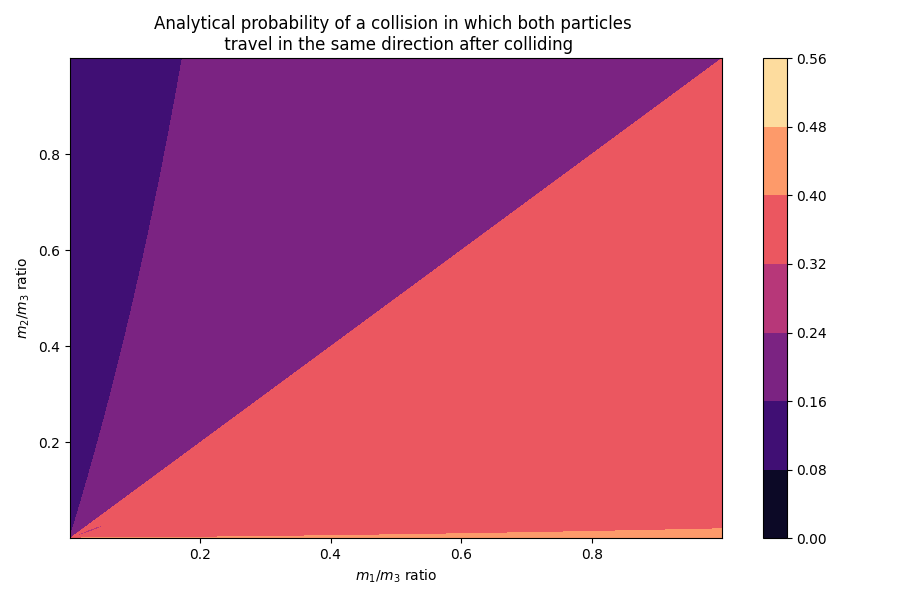 Analytical probability of a collision in which both particles
travel in the same direction after colliding
0.8
0.6
0.4
0.2
m₂/m₃ ratio
0.2 0.4 0.6 0.8
m₁/m₃ ratio
0.56
0.48
0.40
0.32
0.24
0.16
0.08
0.00